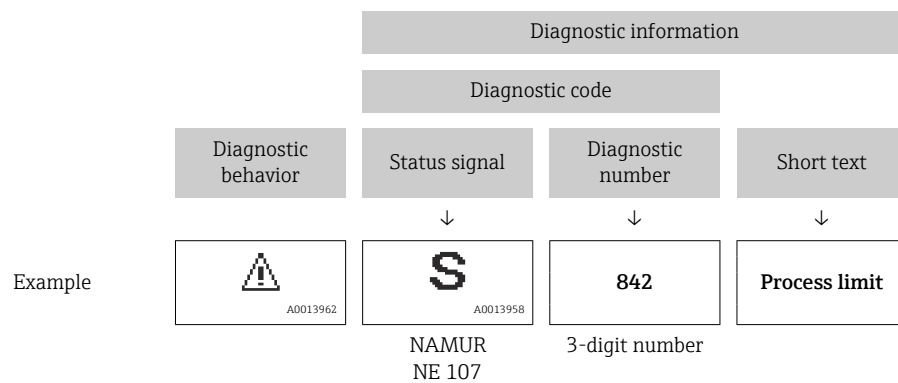 Diagnostic information
Diagnostic code
Diagnostic
behavior
Status signal
Diagnostic
number
Short text
↓ ↓ ↓
Example
A0013962
S
A0013958
842
Process limit
NAMUR
NE 107
3-digit number